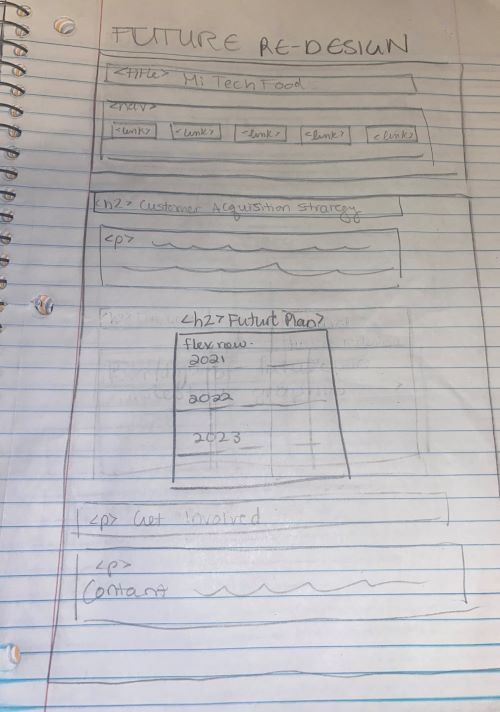 FUTURE RE-DESIGN
<title> Mi Tech Food
<nav>
<link> <link> <link> <link> <link>
<h2> Customer Acquisition Strategy
<p>
<h2> Future Plan>
flex row.
2021
2022
2023
<p> Get Involved
<p>
Contant